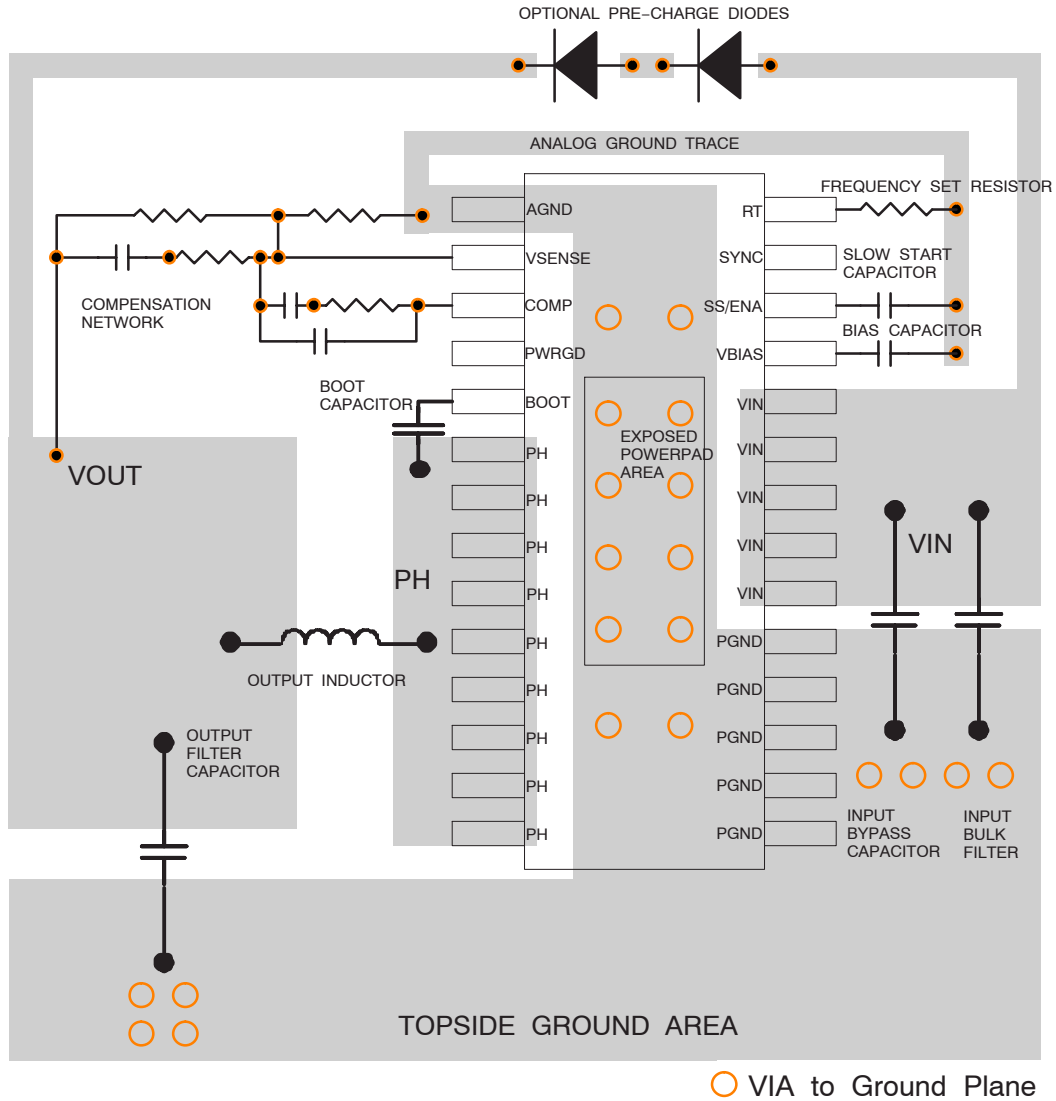 OPTIONAL PRE-CHARGE DIODES
ANALOG GROUND TRACE
FREQUENCY SET RESISTOR
AGND
RT
VSENSE
SYNC
SLOW START
CAPACITOR
COMPENSATION
NETWORK
COMP
SS/ENA
BIAS CAPACITOR
PWRGD
VBIAS
BOOT
CAPACITOR
BOOT
VIN
VOUT
PH
EXPOSED
POWERPAD
AREA
VIN
PH
VIN
PH
VIN
VIN
PH
PH
VIN
PH
PGND
OUTPUT INDUCTOR
PH
PGND
OUTPUT
FILTER
CAPACITOR
PH
PGND
PH
PGND
INPUT
BYPASS
CAPACITOR
INPUT
BULK
FILTER
PH
PGND
TOPSIDE GROUND AREA
VIA to Ground Plane